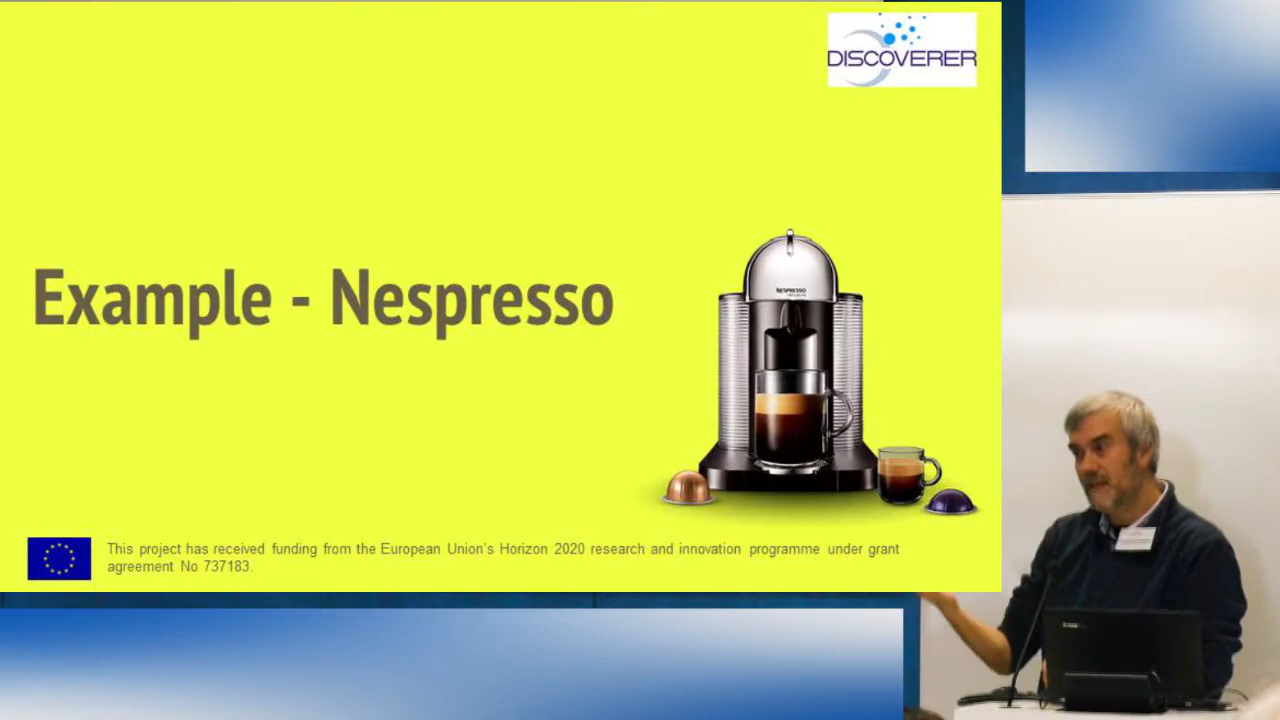 DISCOVERER
Example - Nespresso
NESPRESSO
This project has received funding from the European Union's Horizon 2020 research and innovation programme under grant
agreement No 737183.